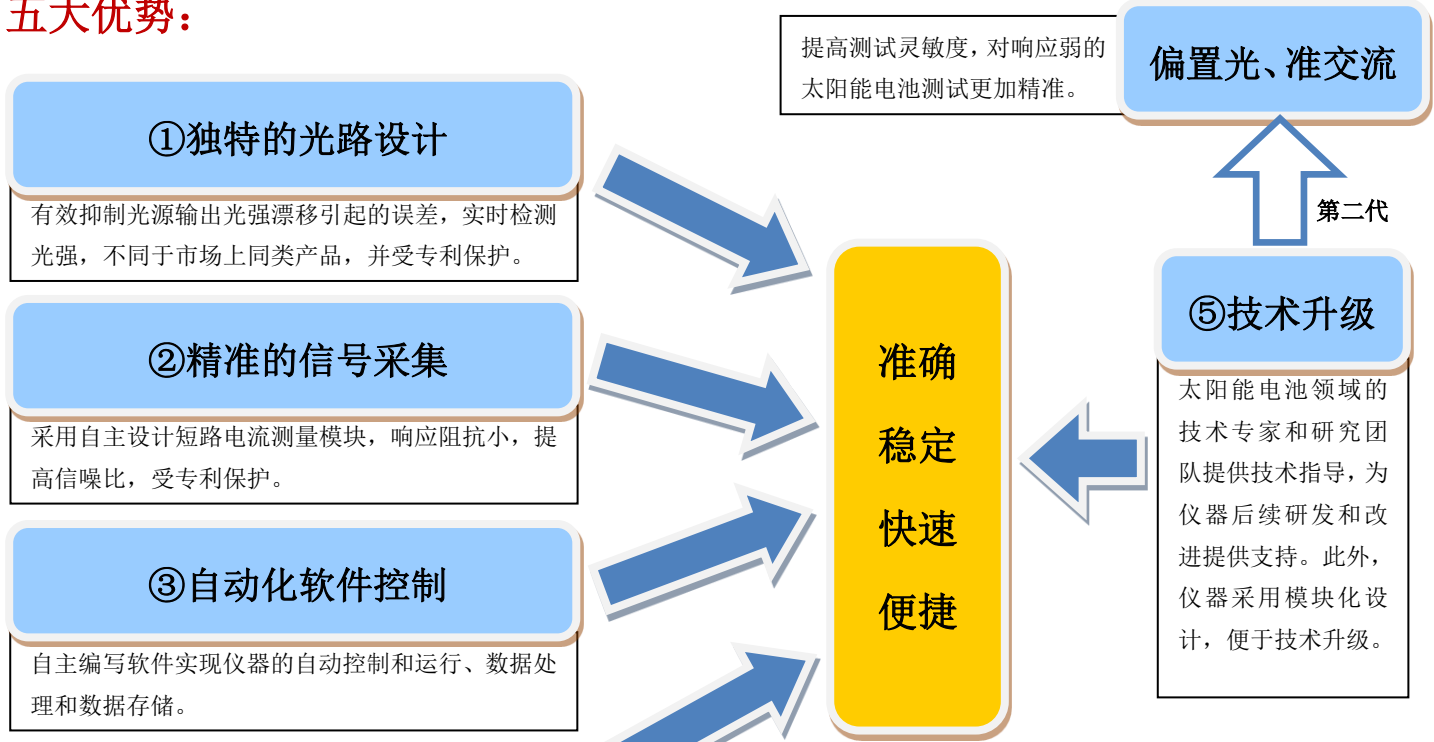 五大优势：
①独特的光路设计
有效抑制光源输出光强漂移引起的误差，实时检测
光强，不同于市场上同类产品，并受专利保护。
②精准的信号采集
采用自主设计短路电流测量模块，响应阻抗小，提
高信噪比，受专利保护。
③自动化软件控制
自主编写软件实现仪器的自动控制和运行、数据处
理和数据存储。
准确
稳定
快速
便捷
提高测试灵敏度，对响应弱的
太阳能电池测试更加精准。
偏置光、准交流
第二代
⑤技术升级
太阳能电池领域的
技术专家和研究团
队提供技术指导，为
仪器后续研发和改
进提供支持。此外，
仪器采用模块化设
计，便于技术升级。